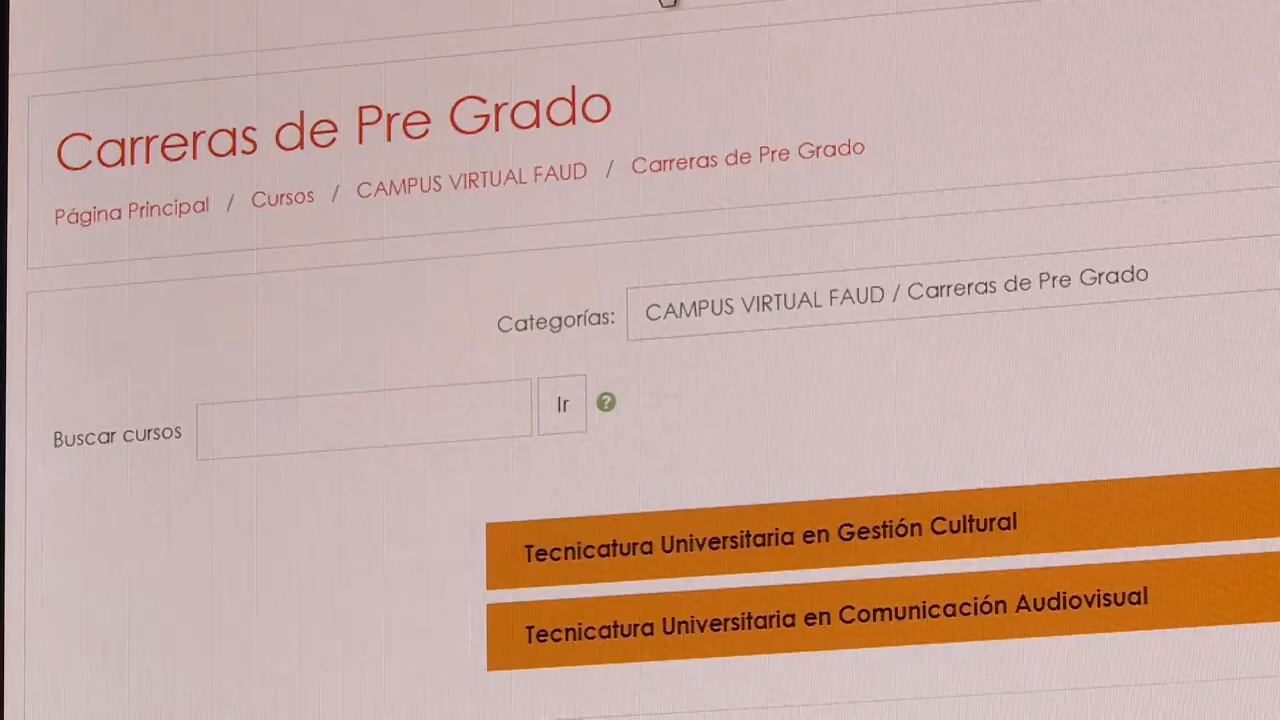 Carreras de Pre Grado
Página Principal / Cursos / CAMPUS VIRTUAL FAUD / Carreras de Pre Grado
Categorías: CAMPUS VIRTUAL FAUD / Carreras de Pre Grado
Buscar cursos Ir ?
Tecnicatura Universitaria en Gestión Cultural
Tecnicatura Universitaria en Comunicación Audiovisual